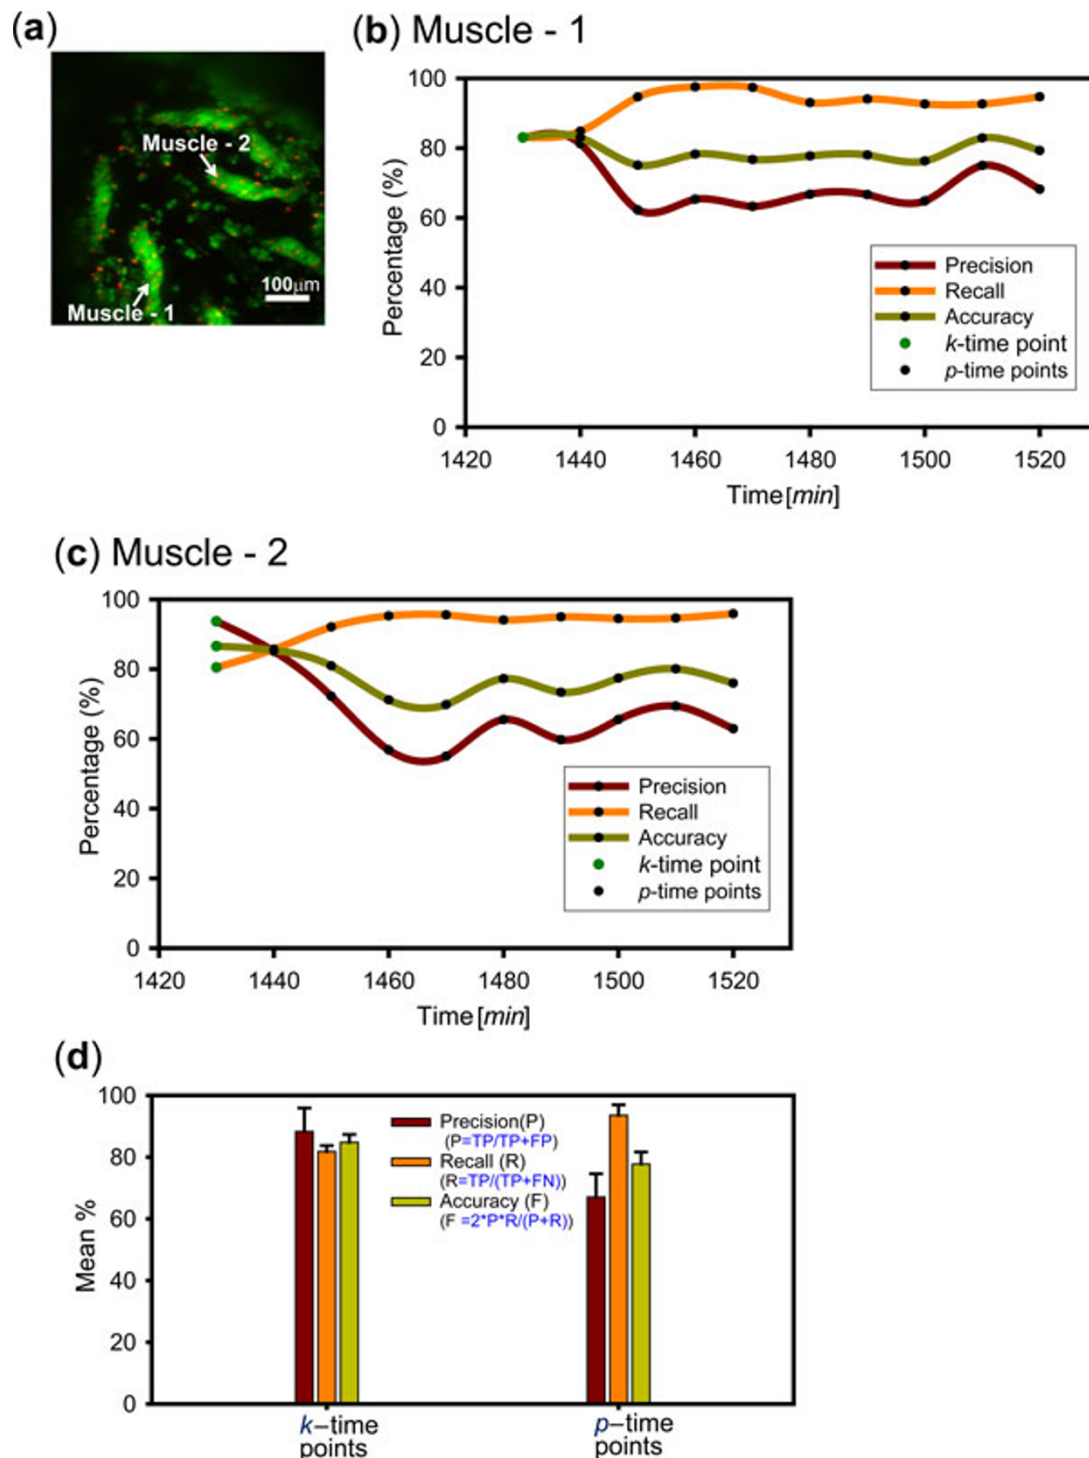 (a)
Muscle - 2
Muscle - 1
100μm
(b) Muscle - 1
Percentage (%)
100
80
60
40
20
0
Precision
Recall
Accuracy
k-time point
p-time points
1420 1440 1460 1480 1500 1520
Time[min]
(c) Muscle - 2
Percentage (%)
100
80
60
40
20
0
Precision
Recall
Accuracy
k-time point
p-time points
1420 1440 1460 1480 1500 1520
Time[min]
(d)
Mean %
100
80
60
40
20
0
Precision(P)
(P=TP/TP+FP)
Recall (R)
(R=TP/(TP+FN))
Accuracy (F)
(F =2*P*R/(P+R))
k–time
points
p–time
points